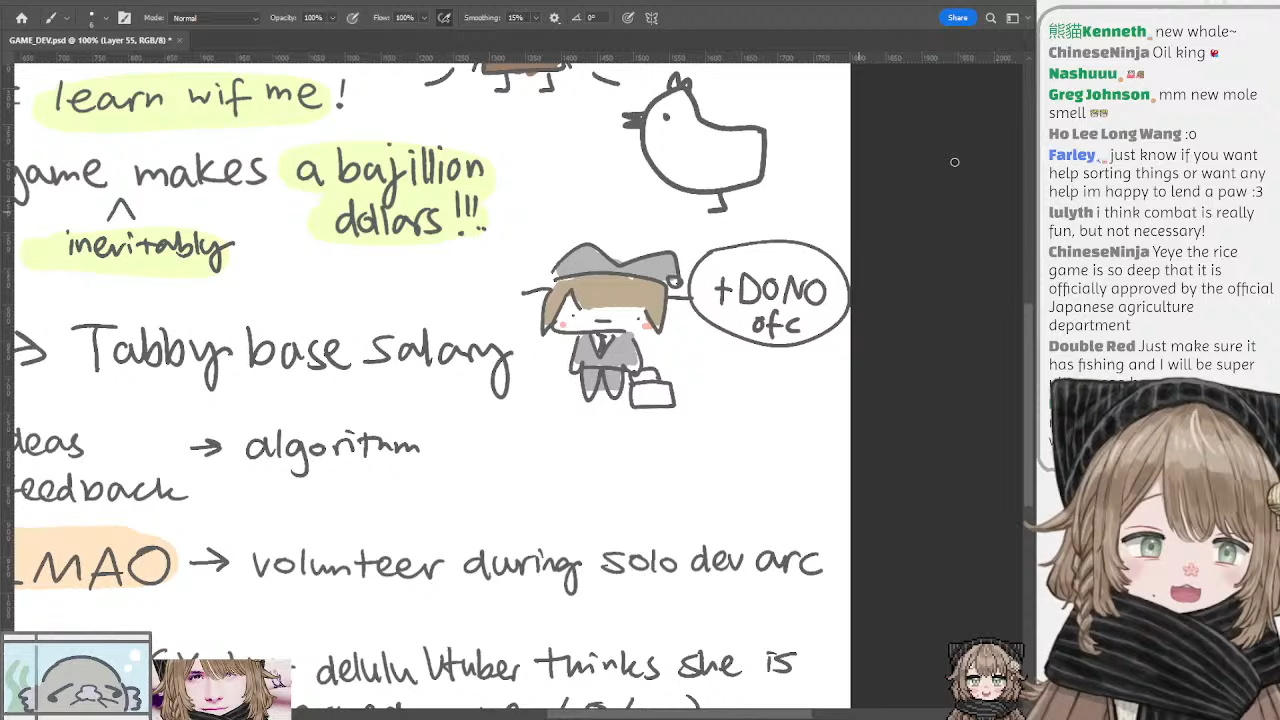 Mode: Normal Opacity: 100% Flow: 100% Smoothing: 15% 0° Share
6
GAME_DEV.psd @ 100% (Layer 55, RGB/8) *
learn wif me!
game makes a bajillion
dollars!!!
inevitably
+DONO
ofc
→ Tabby base salary
deas → algorithm
eedback
LMAO → volunteer during solo dev arc
delulu Vtuber thinks she is
熊貓Kenneth new whale~
ChineseNinja Oil king
Nashuuu
Greg Johnson mm new mole
smell
Ho Lee Long Wang :o
Farley just know if you want
help sorting things or want any
help im happy to lend a paw :3
lulyth i think combat is really
fun, but not necessary!
ChineseNinja Yeye the rice
game is so deep that it is
officially approved by the official
Japanese agriculture
department
Double Red Just make sure it
has fishing and I will be super